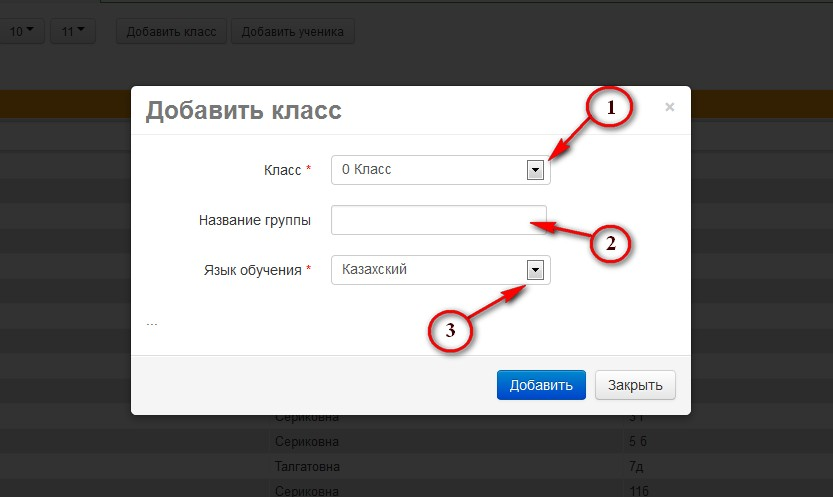 10 11 Добавить класс Добавить ученика
Добавить класс ×
1
Класс * 0 Класс
Название группы
2
Язык обучения * Казахский
3
...
Добавить Закрыть
Сериковна 3 г
Сериковна 5 б
Талгатовна 7д
Сериковна 11б